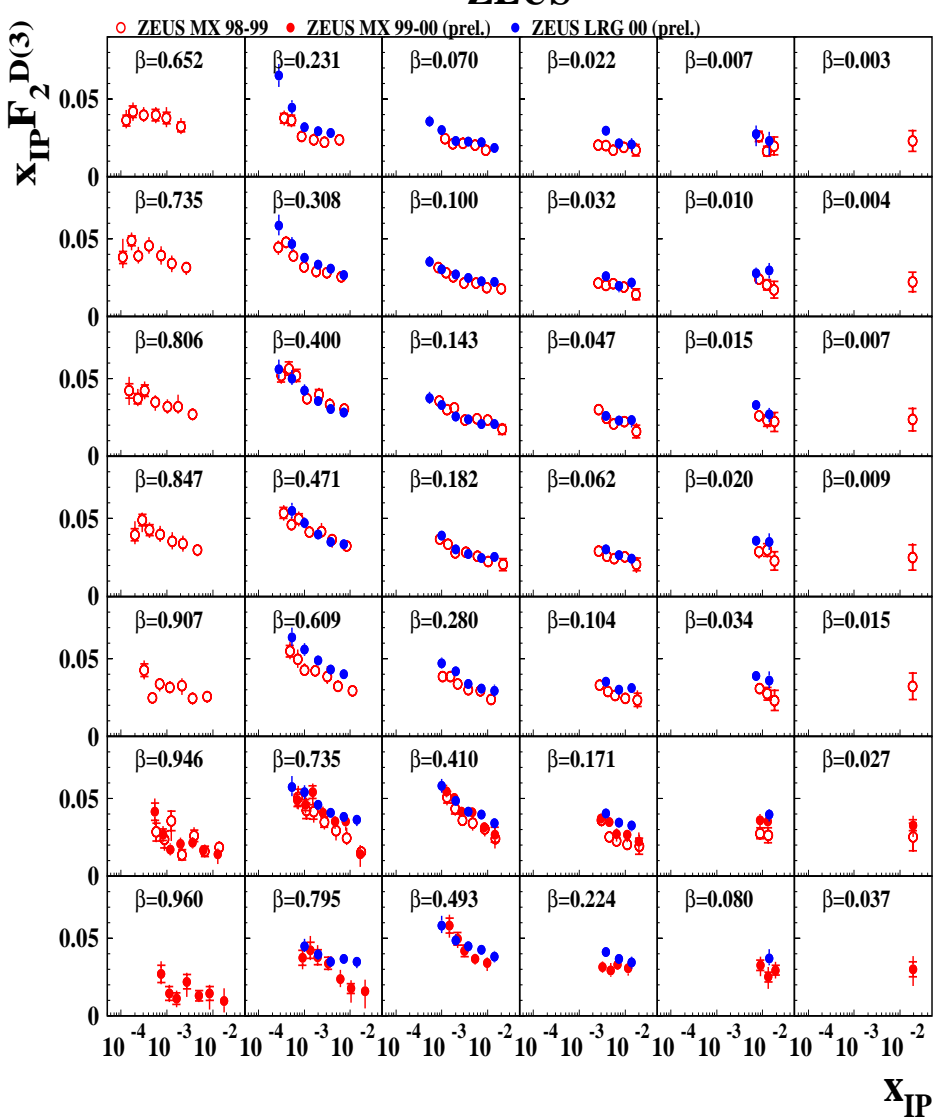 ZEUS
ZEUS MX 98-99 ZEUS MX 99-00 (prel.) ZEUS LRG 00 (prel.)
x_IP F_2^D(3)
β=0.652 β=0.231 β=0.070 β=0.022 β=0.007 β=0.003
0.05
0
β=0.735 β=0.308 β=0.100 β=0.032 β=0.010 β=0.004
0.05
0
β=0.806 β=0.400 β=0.143 β=0.047 β=0.015 β=0.007
0.05
0
β=0.847 β=0.471 β=0.182 β=0.062 β=0.020 β=0.009
0.05
0
β=0.907 β=0.609 β=0.280 β=0.104 β=0.034 β=0.015
0.05
0
β=0.946 β=0.735 β=0.410 β=0.171 β=0.027
0.05
0
β=0.960 β=0.795 β=0.493 β=0.224 β=0.080 β=0.037
0.05
0
10^-4 10^-3 10^-2 10^-4 10^-3 10^-2 10^-4 10^-3 10^-2 10^-4 10^-3 10^-2 10^-4 10^-3 10^-2 10^-4 10^-3 10^-2
x_IP